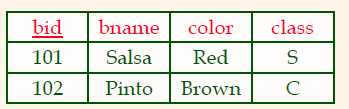 bid bname color class
101 Salsa Red S
102 Pinto Brown C